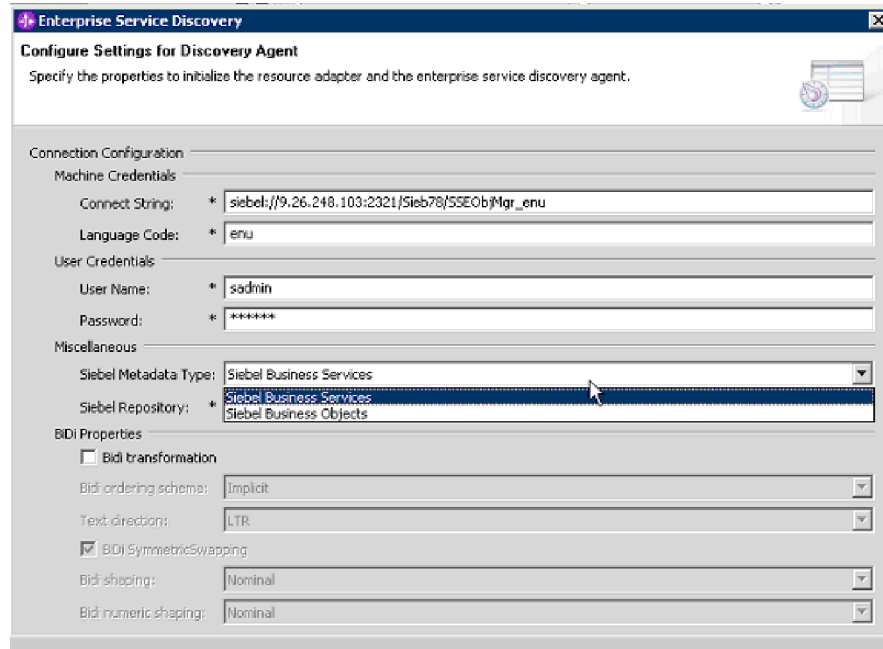 Enterprise Service Discovery
Configure Settings for Discovery Agent
Specify the properties to initialize the resource adapter and the enterprise service discovery agent.
Connection Configuration
Machine Credentials
Connect String: * siebel://9.26.248.103:2321/Sieb78/SSEObjMgr_enu
Language Code: * enu
User Credentials
User Name: * sadmin
Password: * ******
Miscellaneous
Siebel Metadata Type: Siebel Business Services
Siebel Business Services
Siebel Repository: * Siebel Business Objects
BiDi Properties
Bidi transformation
Bidi ordering schema: Implicit
Text direction: LTR
BDi SymmetricSwapping
Bidi shaping: Nominal
Bidi numeric shaping: Nominal